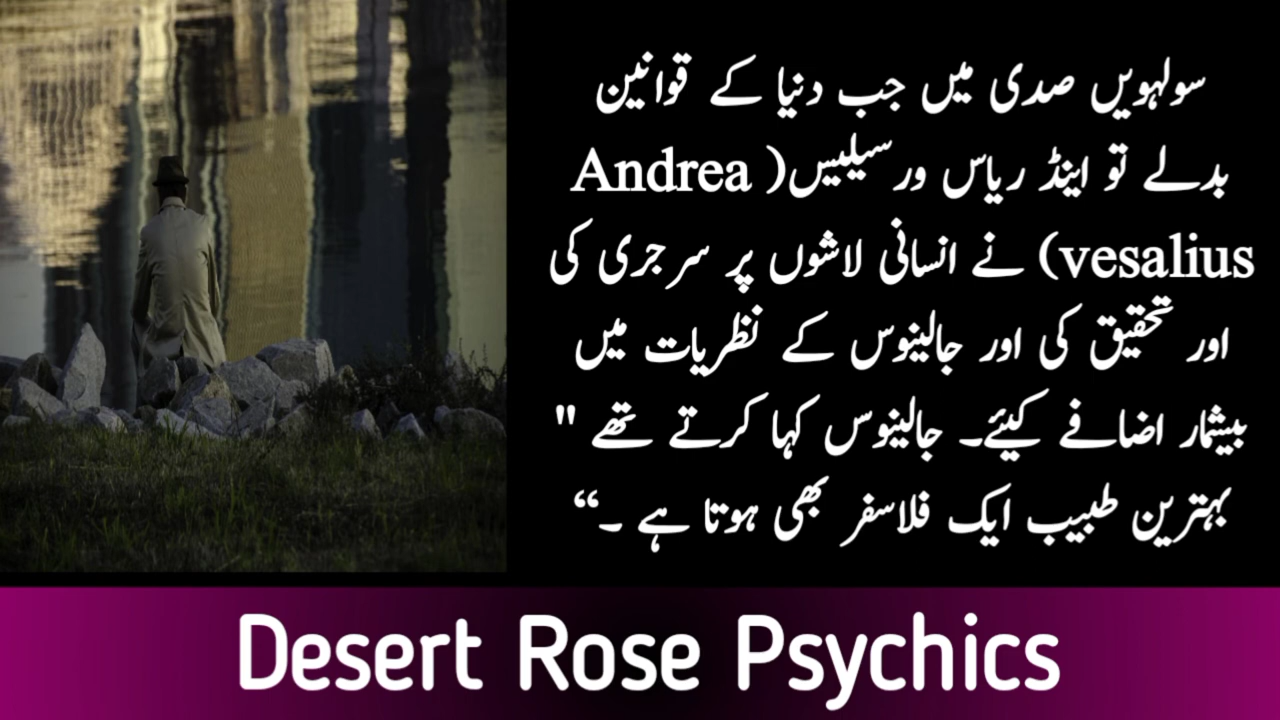 سولہویں صدی میں جب دنیا کے قوانین
بدلے تو اینڈ ریاس ورسیلیس( Andrea
vesalius) نے انسانی لاشوں پر سرجری کی
اور تحقیق کی اور جالینوس کے نظریات میں
بیشمار اضافے کیئے۔ جالینوس کہا کرتے تھے "
بہترین طبیب ایک فلاسفر بھی ہوتا ہے ۔“
Desert Rose Psychics